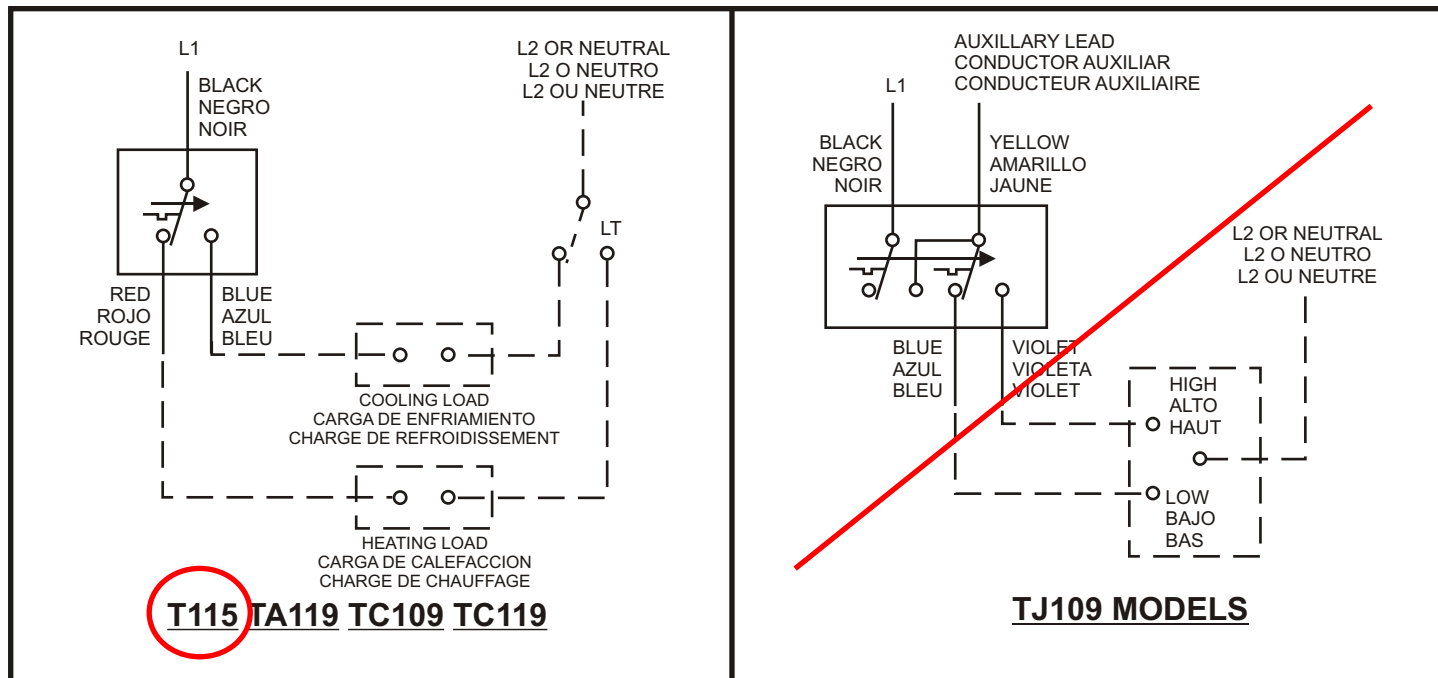 L1
BLACK
NEGRO
NOIR
L2 OR NEUTRAL
L2 O NEUTRO
L2 OU NEUTRE
LT
RED
ROJO
ROUGE
BLUE
AZUL
BLEU
COOLING LOAD
CARGA DE ENFRIAMIENTO
CHARGE DE REFROIDISSEMENT
HEATING LOAD
CARGA DE CALEFACCION
CHARGE DE CHAUFFAGE
T115 TA119 TC109 TC119
AUXILLARY LEAD
CONDUCTOR AUXILIAR
CONDUCTEUR AUXILIAIRE
L1
BLACK
NEGRO
NOIR
YELLOW
AMARILLO
JAUNE
L2 OR NEUTRAL
L2 O NEUTRO
L2 OU NEUTRE
BLUE
AZUL
BLEU
VIOLET
VIOLETA
VIOLET
HIGH
ALTO
HAUT
LOW
BAJO
BAS
TJ109 MODELS